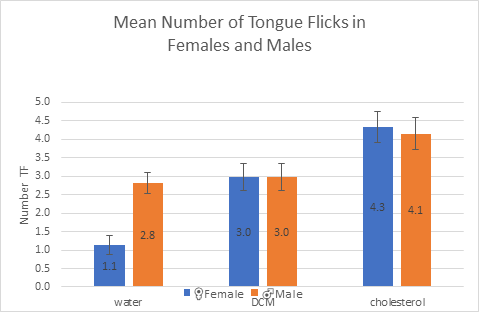 Mean Number of Tongue Flicks in
Females and Males
5.0
4.5
4.0
3.5
3.0
2.5
2.0
1.5
1.0
0.5
0.0
Number TF
1.1
2.8
3.0
3.0
4.3
4.1
water
DCM
cholesterol
♀Female
♂Male